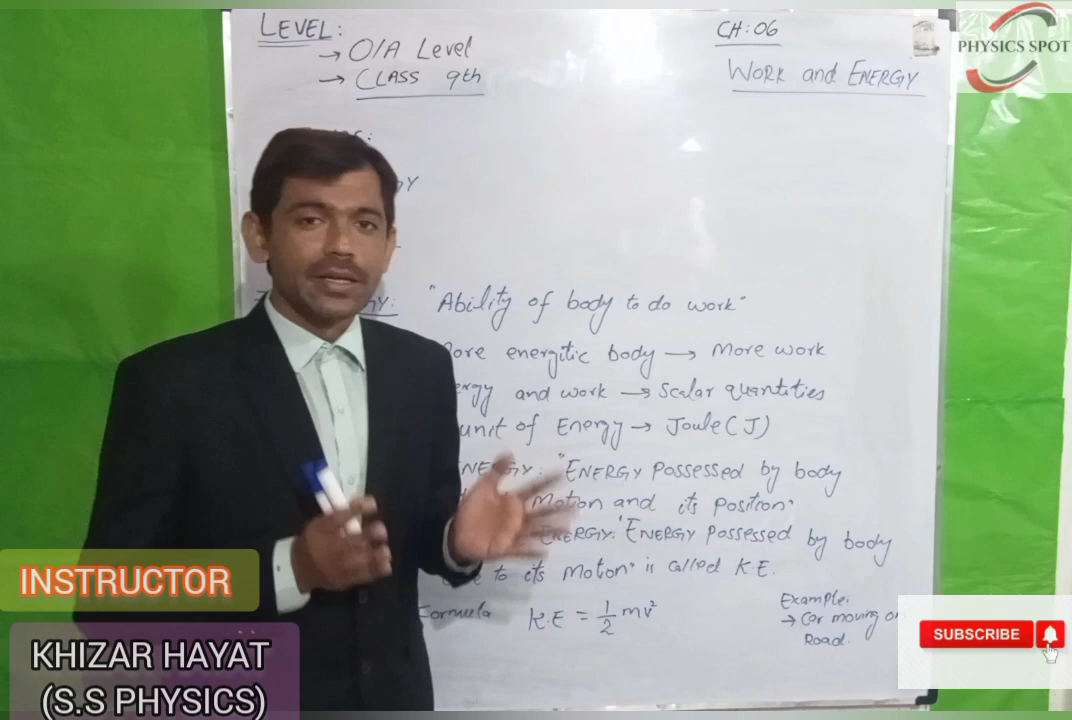 LEVEL:
→ O/A Level
→ CLASS 9th
CH:06
WORK and ENERGY
PHYSICS SPOT
"Ability of body to do work"
energitic body → More work
and work → Scalar quantities
unit of Energy → Joule (J)
"ENERGY possessed by body
Motion and its position"
"ENERGY possessed by body
to its motion" is called K.E.
Formula K.E = 1/2 mv²
Example:
→ Car moving on
Road.
SUBSCRIBE
INSTRUCTOR
KHIZAR HAYAT
(S.S PHYSICS)